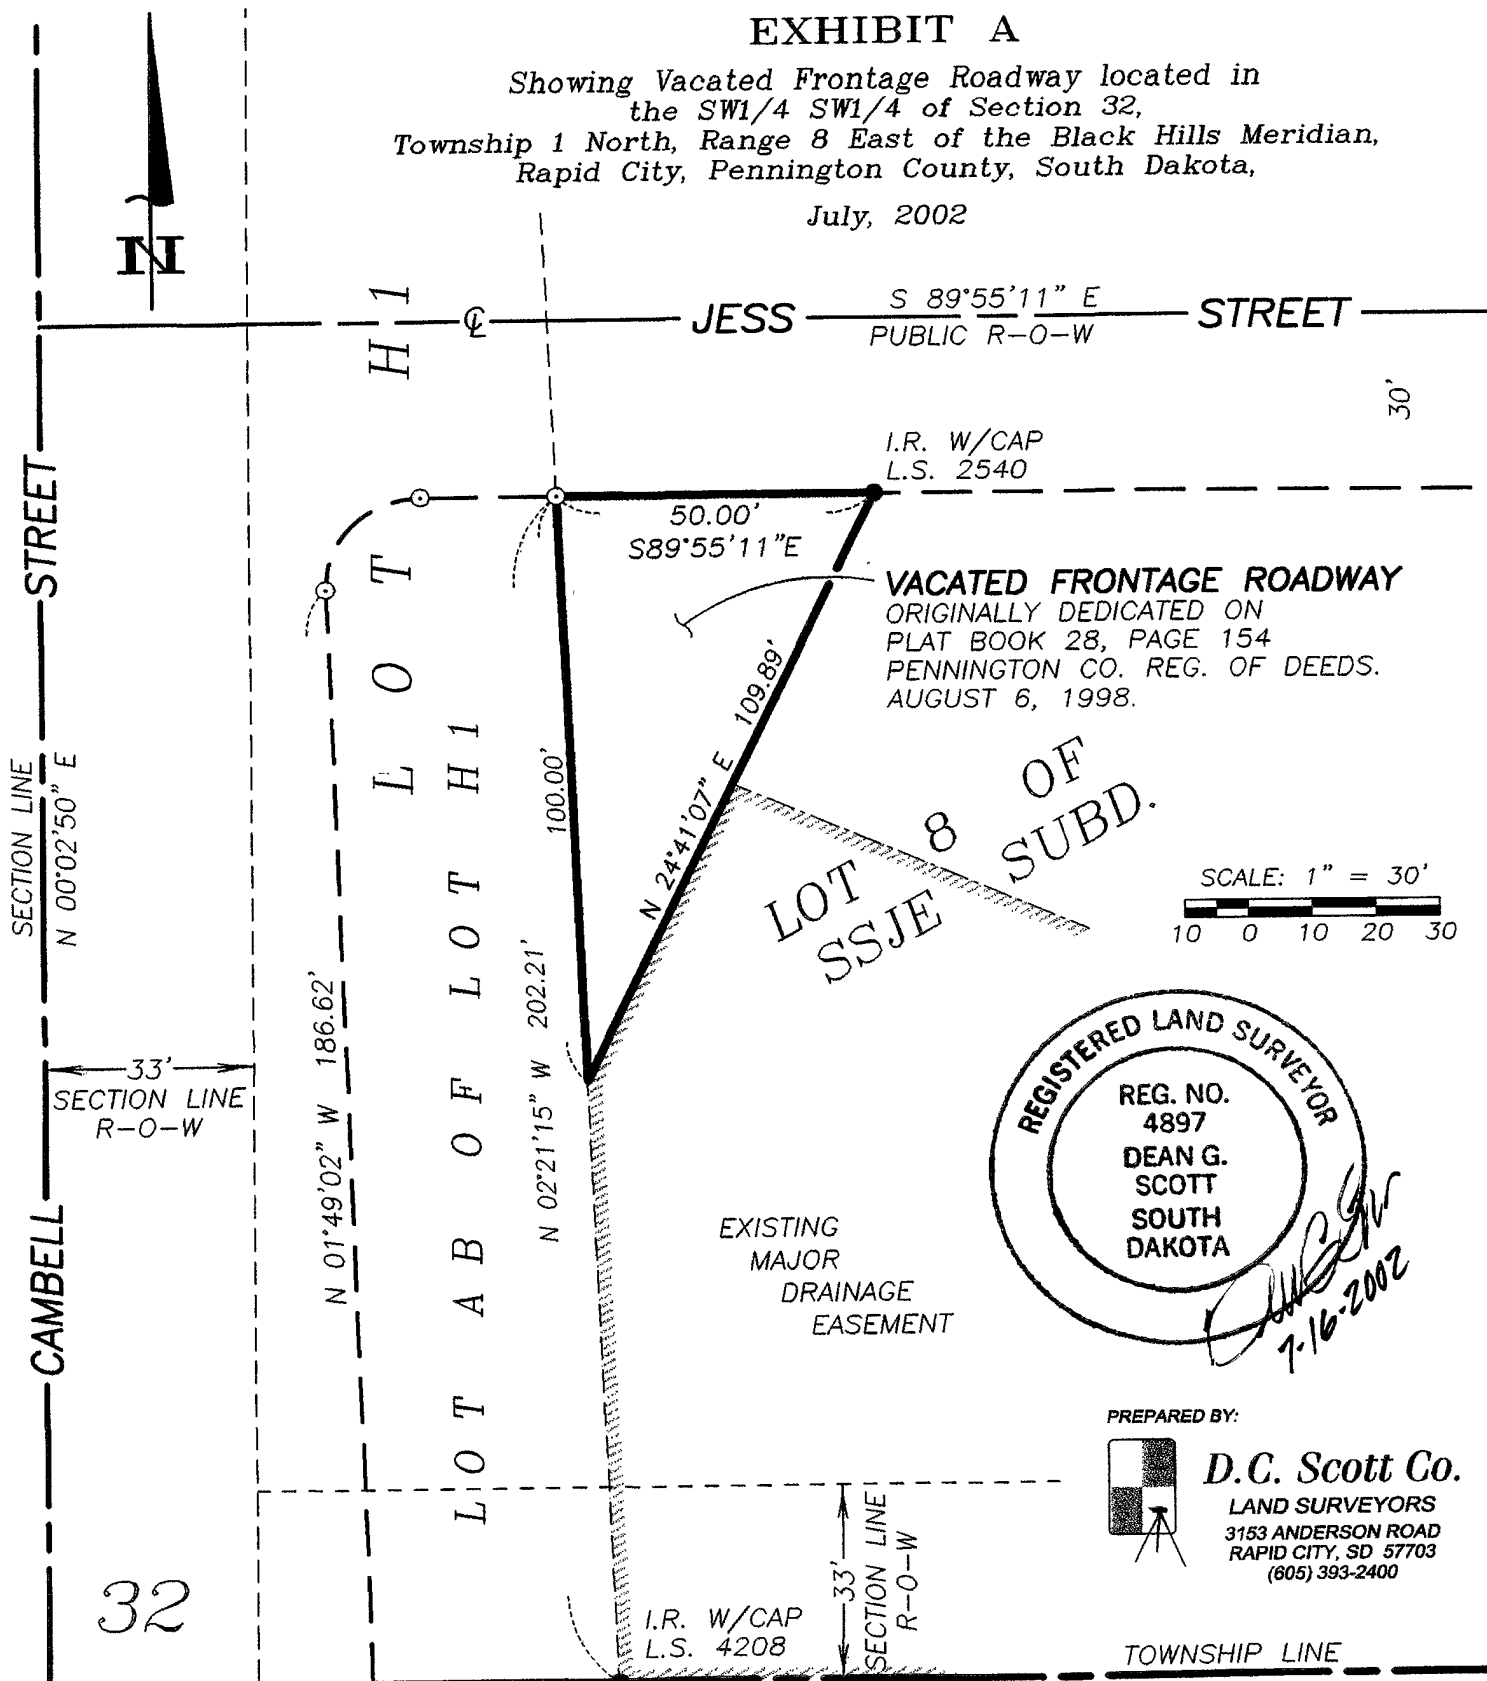 EXHIBIT A
Showing Vacated Frontage Roadway located in
the SW1/4 SW1/4 of Section 32,
Township 1 North, Range 8 East of the Black Hills Meridian,
Rapid City, Pennington County, South Dakota,
July, 2002
N
JESS STREET
S 89°55'11" E
PUBLIC R-O-W
30'
I.R. W/CAP
L.S. 2540
50.00'
S89°55'11"E
VACATED FRONTAGE ROADWAY
ORIGINALLY DEDICATED ON
PLAT BOOK 28, PAGE 154
PENNINGTON CO. REG. OF DEEDS.
AUGUST 6, 1998.
CAMBELL STREET
SECTION LINE
N 00°02'50" E
LOT H1
LOT AB OF LOT H1
100.00'
N 24°41'07" E 109.89'
LOT 8 OF
SSJE SUBD.
SCALE: 1" = 30'
10 0 10 20 30
N 01°49'02" W 186.62'
N 02°21'15" W 202.21'
33'
SECTION LINE
R-O-W
EXISTING
MAJOR
DRAINAGE
EASEMENT
REGISTERED LAND SURVEYOR
REG. NO.
4897
DEAN G.
SCOTT
SOUTH
DAKOTA
7-16-2002
PREPARED BY:
D.C. Scott Co.
LAND SURVEYORS
3153 ANDERSON ROAD
RAPID CITY, SD 57703
(605) 393-2400
33'
SECTION LINE
R-O-W
32
I.R. W/CAP
L.S. 4208
TOWNSHIP LINE